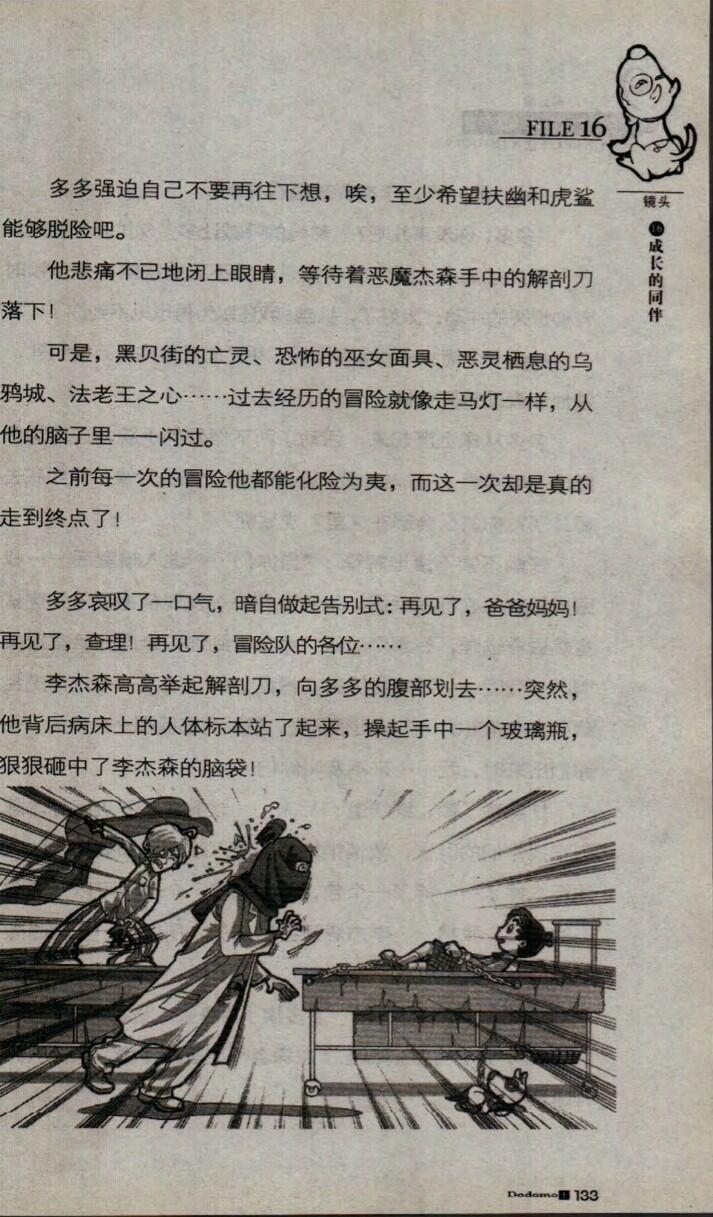 FILE 16
镜头
16 成长的同伴
多多强迫自己不要再往下想，唉，至少希望扶幽和虎鲨
能够脱险吧。
他悲痛不已地闭上眼睛，等待着恶魔杰森手中的解剖刀
落下！
可是，黑贝街的亡灵、恐怖的巫女面具、恶灵栖息的乌
鸦城、法老王之心……过去经历的冒险就像走马灯一样，从
他的脑子里一一闪过。
之前每一次的冒险他都能化险为夷，而这一次却是真的
走到终点了！
多多哀叹了一口气，暗自做起告别式：再见了，爸爸妈妈！
再见了，查理！再见了，冒险队的各位……
李杰森高高举起解剖刀，向多多的腹部划去……突然，
他背后病床上的人体标本站了起来，操起手中一个玻璃瓶，
狠狠砸中了李杰森的脑袋！
Dodomo 1 133